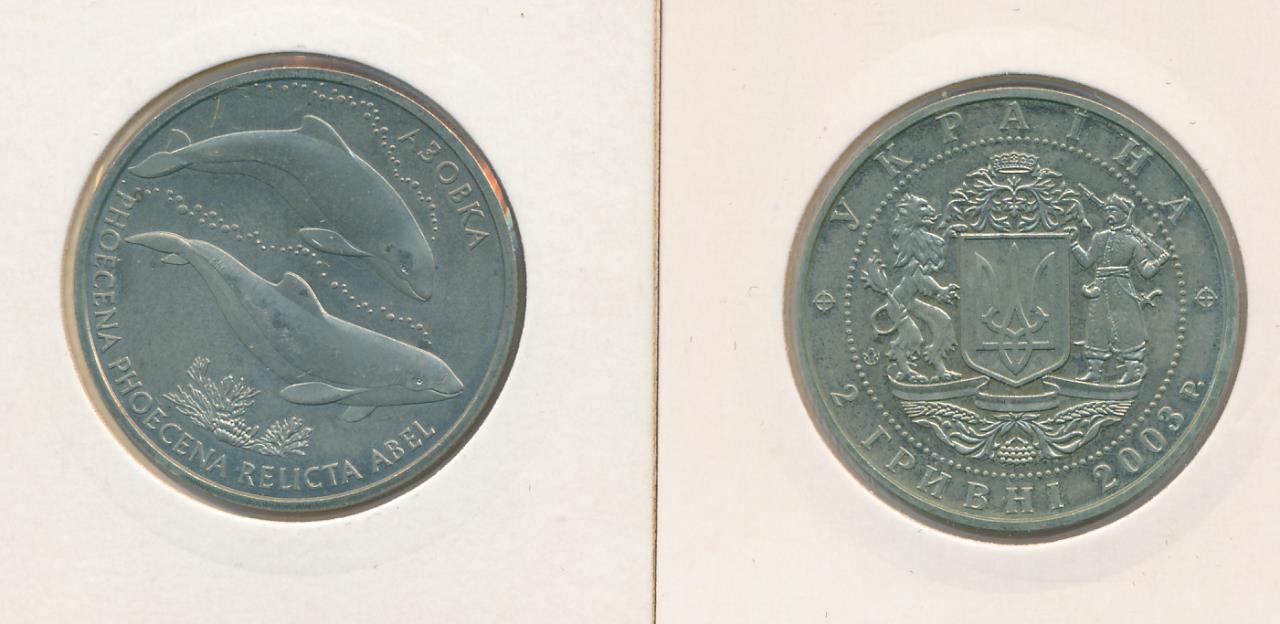 АЗОВКА
PHOECENA PHOECENA RELICTA ABEL
УКРАЇНА
2 ГРИВНІ 2003 р.